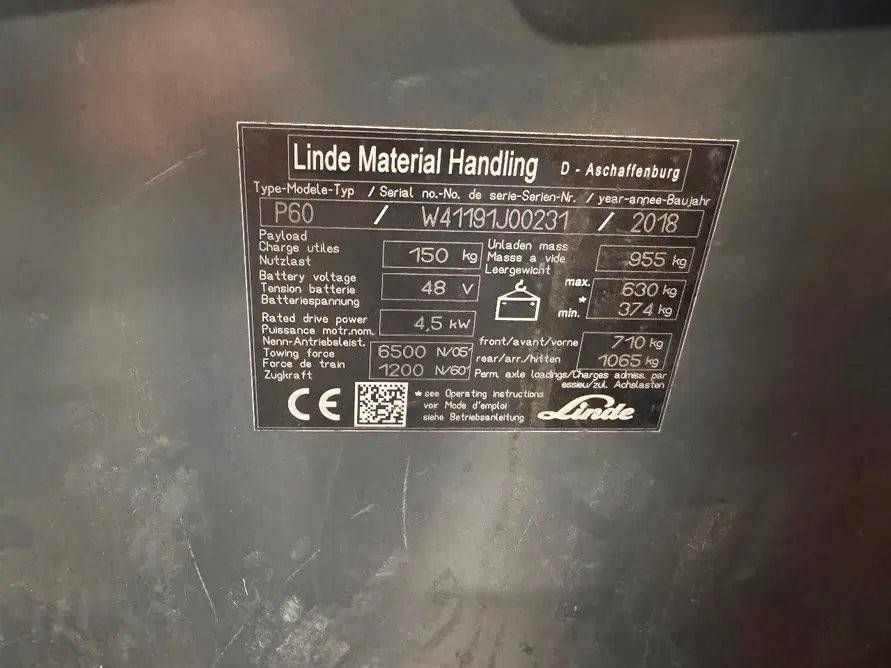 Linde Material Handling D - Aschaffenburg
Type-Modele-Typ / Serial no.-No. de serie-Serien-Nr. / year-annee-Baujahr
P60 / W41191J00231 / 2018
Payload
Charge utiles
Nutzlast
150 kg
Unladen mass
Masse a vide
Leergewicht
955 kg
Battery voltage
Tension batterie
Batteriespannung
48 V
max. 630 kg
*
min. 374 kg
Rated drive power
Puissance motr.nom.
Nenn-Antriebsleist.
4,5 kW
front/avant/vorne 710 kg
rear/arr./hitten 1065 kg
Towing force
Force de train
Zugkraft
6500 N/05'
1200 N/60'
Perm. axle loadings/Charges admiss. par
essieu/zul. Achslasten
CE
* see Operating Instructions
voir Mode d'emploi
siehe Betriebsanleitung
Linde